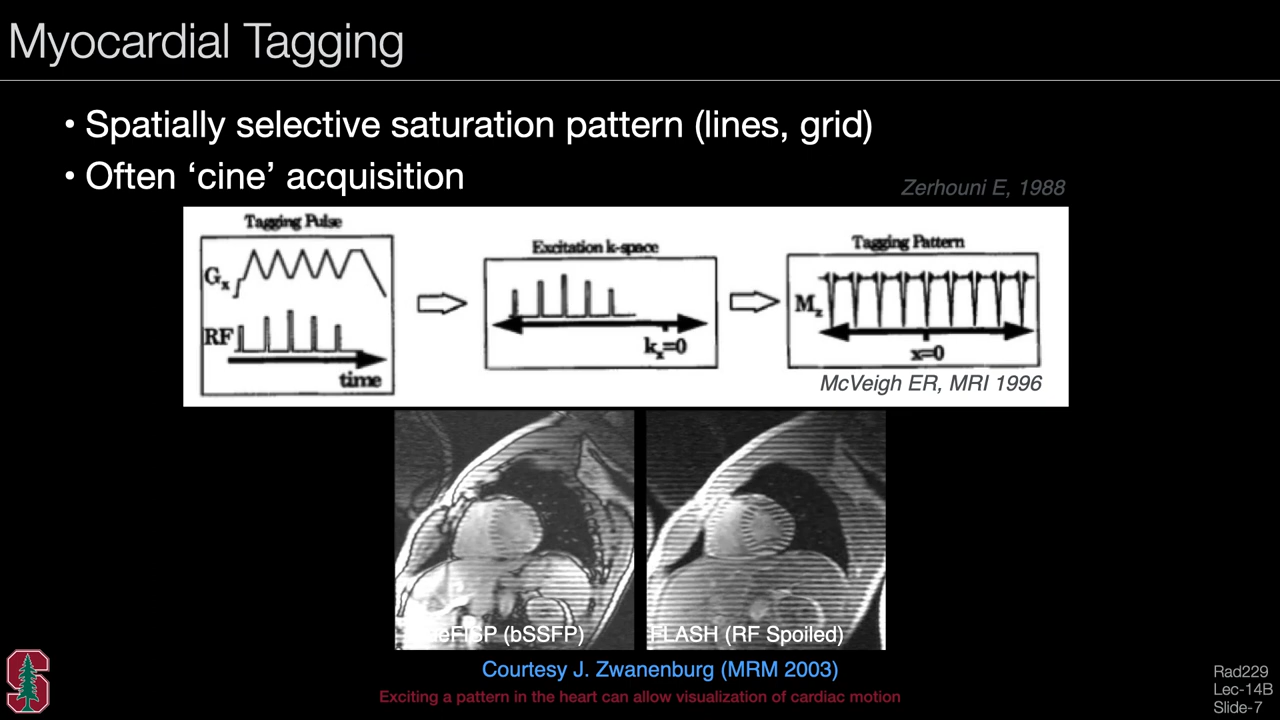 Myocardial Tagging
• Spatially selective saturation pattern (lines, grid)
• Often ‘cine’ acquisition
Zerhouni E, 1988
Tagging Pulse
Gx
RF
time
Excitation k-space
kx=0
Tagging Pattern
Mz
x=0
McVeigh ER, MRI 1996
(bSSFP)
FLASH (RF Spoiled)
Courtesy J. Zwanenburg (MRM 2003)
Exciting a pattern in the heart can allow visualization of cardiac motion
Rad229
Lec-14B
Slide-7